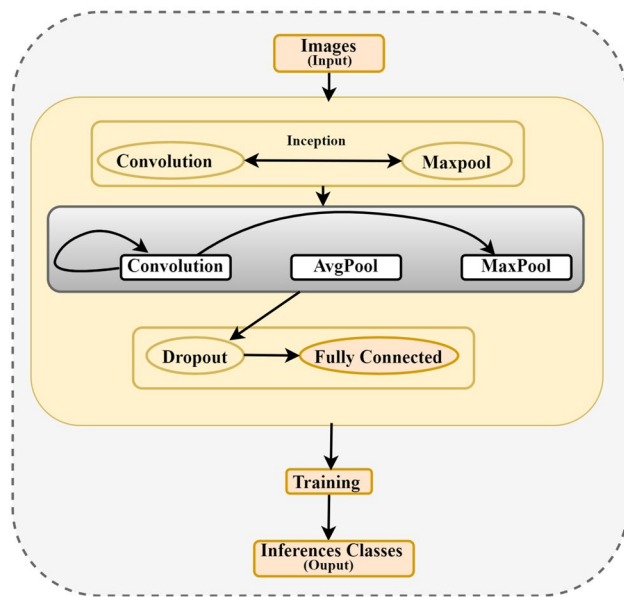 Images
(Input)
Inception
Convolution
Maxpool
Convolution
AvgPool
MaxPool
Dropout
Fully Connected
Training
Inferences Classes
(Ouput)